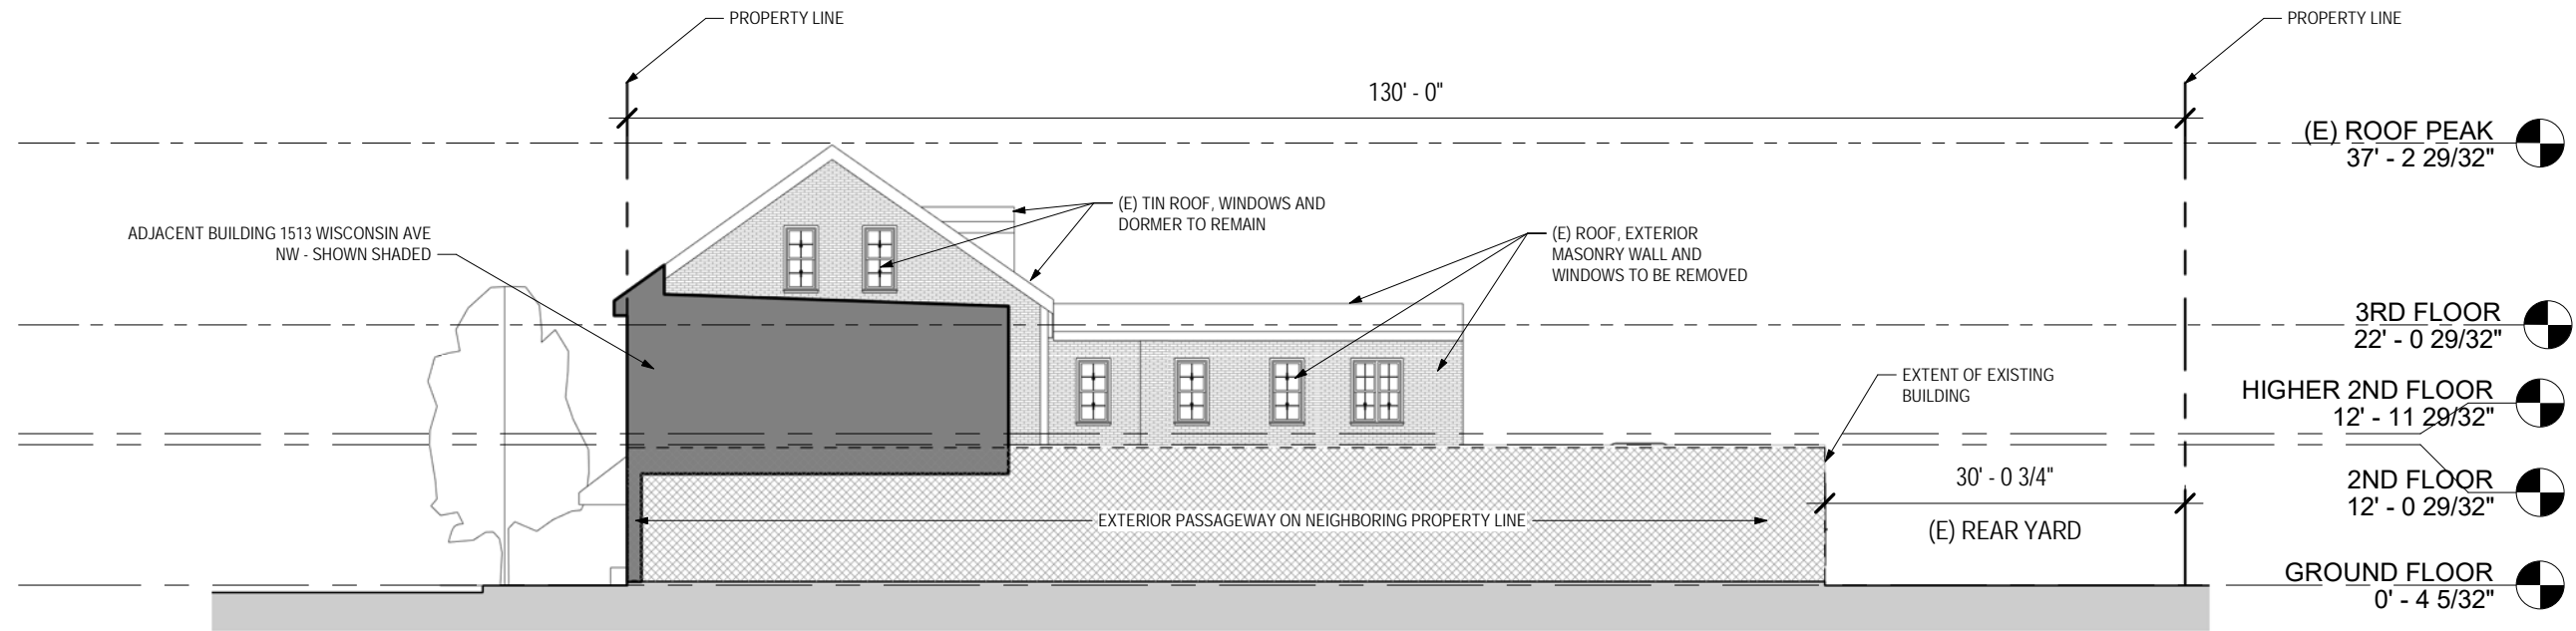 PROPERTY LINE
PROPERTY LINE
130' - 0"
(E) ROOF PEAK
37' - 2 29/32"
(E) TIN ROOF, WINDOWS AND
DORMER TO REMAIN
ADJACENT BUILDING 1513 WISCONSIN AVE
NW - SHOWN SHADED
(E) ROOF, EXTERIOR
MASONRY WALL AND
WINDOWS TO BE REMOVED
3RD FLOOR
22' - 0 29/32"
EXTENT OF EXISTING
BUILDING
HIGHER 2ND FLOOR
12' - 11 29/32"
30' - 0 3/4"
(E) REAR YARD
2ND FLOOR
12' - 0 29/32"
EXTERIOR PASSAGEWAY ON NEIGHBORING PROPERTY LINE
GROUND FLOOR
0' - 4 5/32"